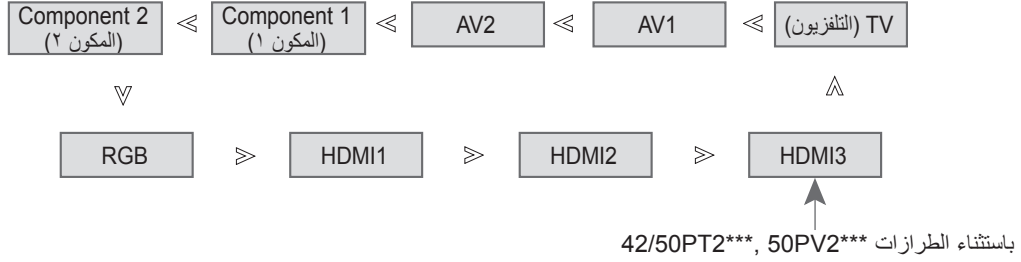 TV (التلفزيون)
AV1
AV2
Component 1
(المكون ١)
Component 2
(المكون ٢)
RGB
HDMI1
HDMI2
HDMI3
باستثناء الطرازات ***42/50PT2***, 50PV2